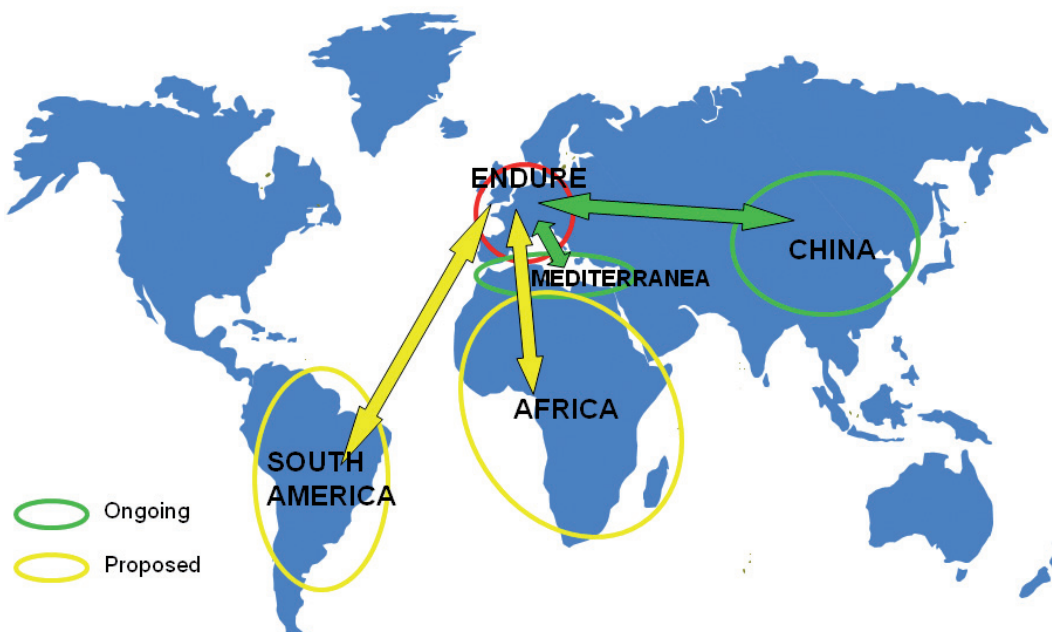 ENDURE
CHINA
MEDITERRANEA
AFRICA
SOUTH
AMERICA
Ongoing
Proposed